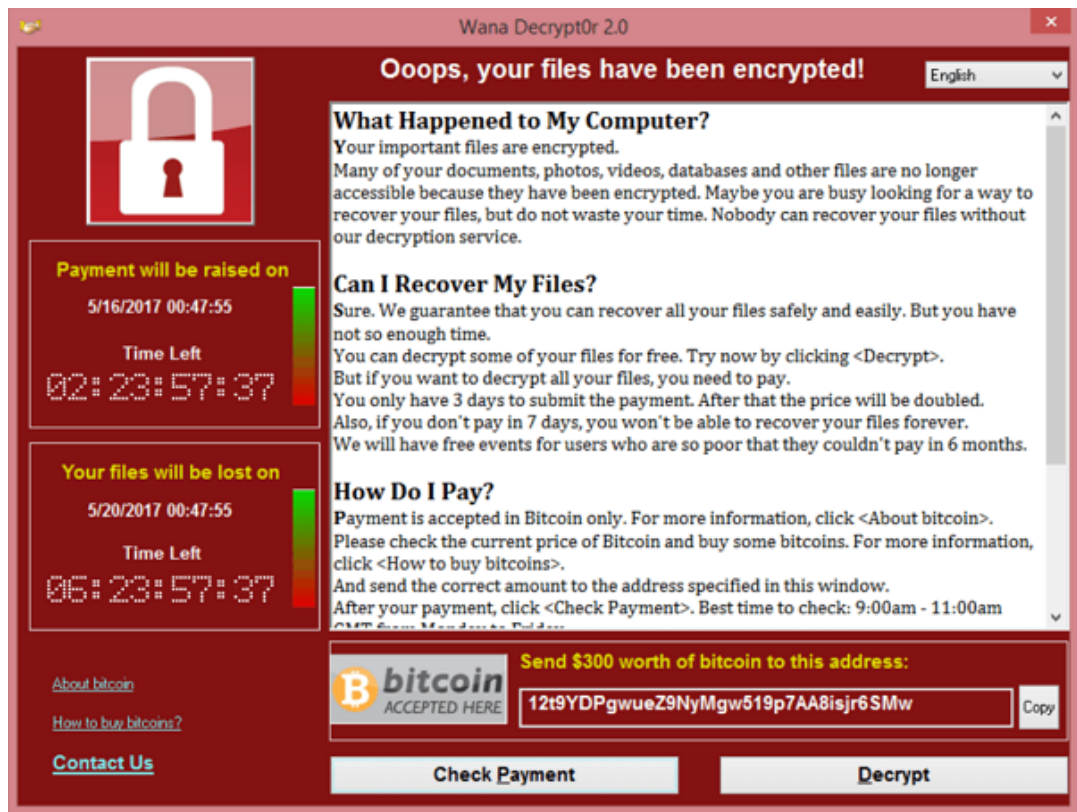 Wana Decrypt0r 2.0
Ooops, your files have been encrypted!
English
Payment will be raised on
5/16/2017 00:47:55
Time Left
02:23:57:37
Your files will be lost on
5/20/2017 00:47:55
Time Left
06:23:57:37
About bitcoin
How to buy bitcoins?
Contact Us
What Happened to My Computer?
Your important files are encrypted.
Many of your documents, photos, videos, databases and other files are no longer
accessible because they have been encrypted. Maybe you are busy looking for a way to
recover your files, but do not waste your time. Nobody can recover your files without
our decryption service.
Can I Recover My Files?
Sure. We guarantee that you can recover all your files safely and easily. But you have
not so enough time.
You can decrypt some of your files for free. Try now by clicking <Decrypt>.
But if you want to decrypt all your files, you need to pay.
You only have 3 days to submit the payment. After that the price will be doubled.
Also, if you don't pay in 7 days, you won't be able to recover your files forever.
We will have free events for users who are so poor that they couldn't pay in 6 months.
How Do I Pay?
Payment is accepted in Bitcoin only. For more information, click <About bitcoin>.
Please check the current price of Bitcoin and buy some bitcoins. For more information,
click <How to buy bitcoins>.
And send the correct amount to the address specified in this window.
After your payment, click <Check Payment>. Best time to check: 9:00am - 11:00am
GMT from Monday to Friday.
bitcoin
ACCEPTED HERE
Send $300 worth of bitcoin to this address:
12t9YDPgwueZ9NyMgw519p7AA8isjr6SMw
Copy
Check Payment
Decrypt